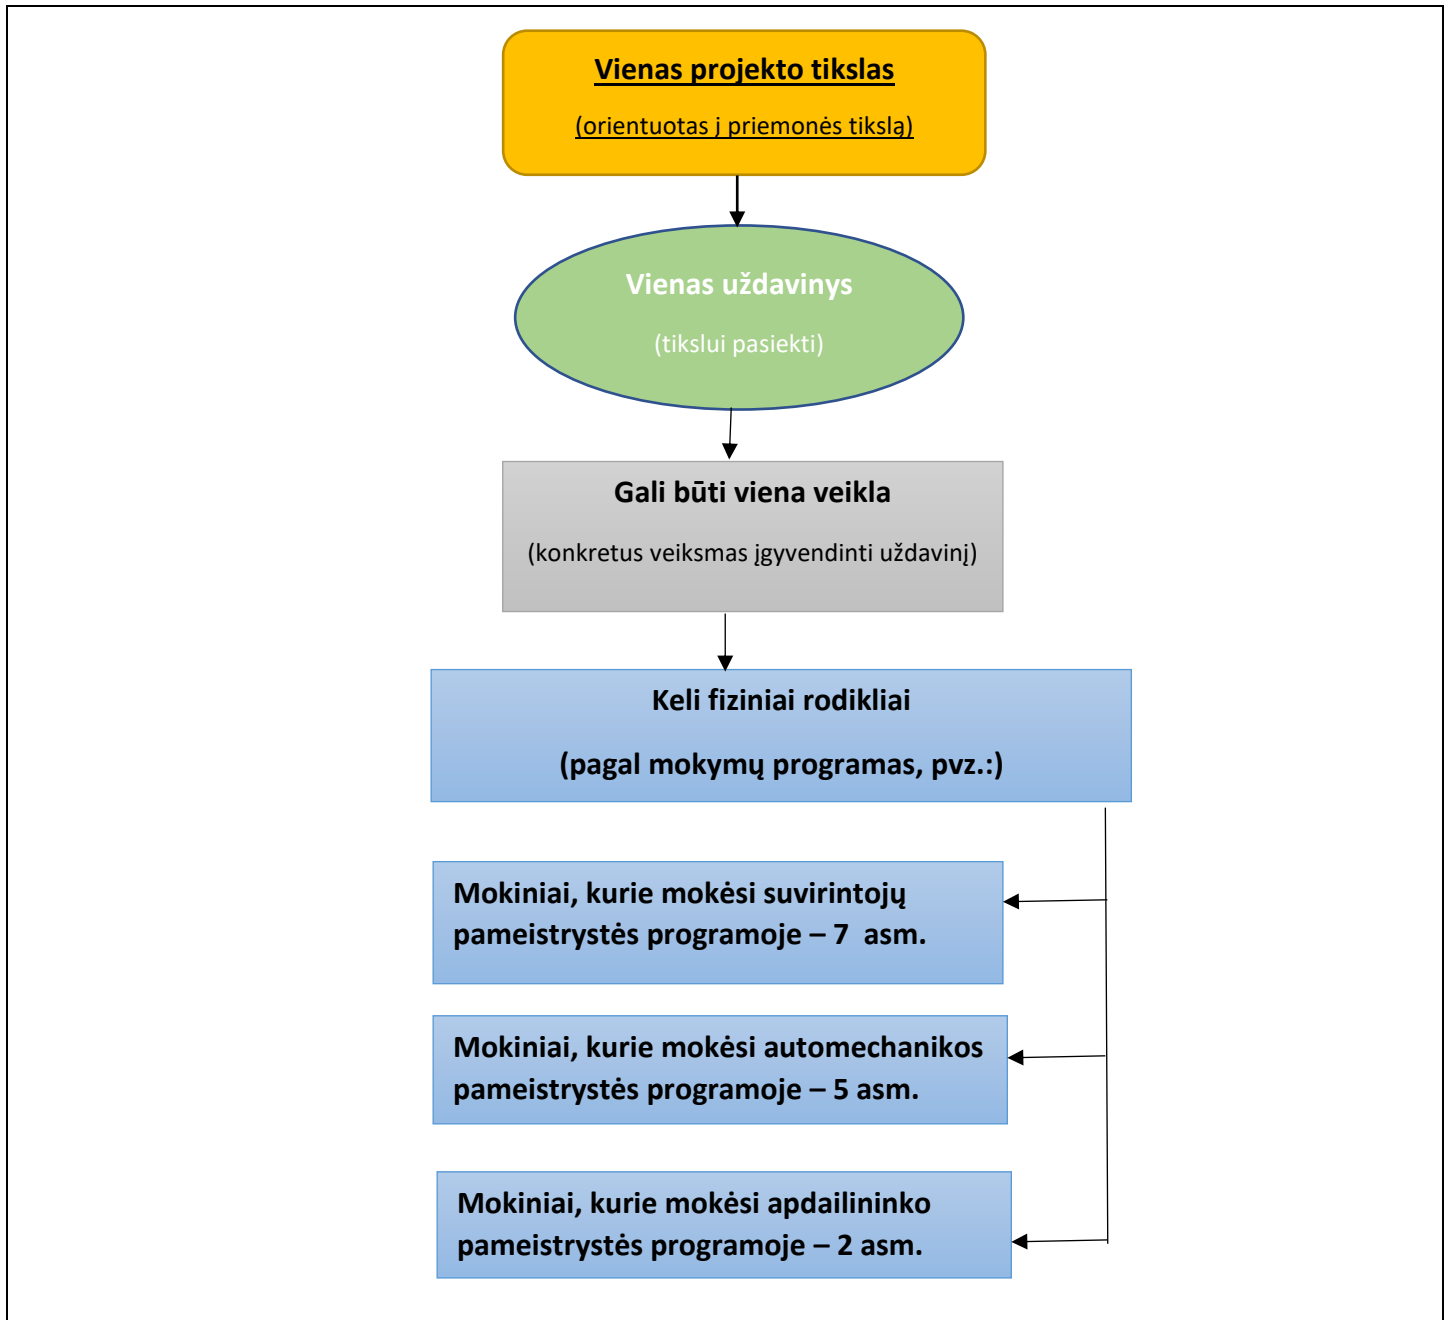 Vienas projekto tikslas
(orientuotas į priemonės tikslą)
Vienas uždavinys
(tikslui pasiekti)
Gali būti viena veikla
(konkretus veiksmas įgyvendinti uždavinį)
Keli fiziniai rodikliai
(pagal mokymų programas, pvz.:)
Mokiniai, kurie mokėsi suvirintojų
pameistrystės programoje – 7 asm.
Mokiniai, kurie mokėsi automechanikos
pameistrystės programoje – 5 asm.
Mokiniai, kurie mokėsi apdailininko
pameistrystės programoje – 2 asm.